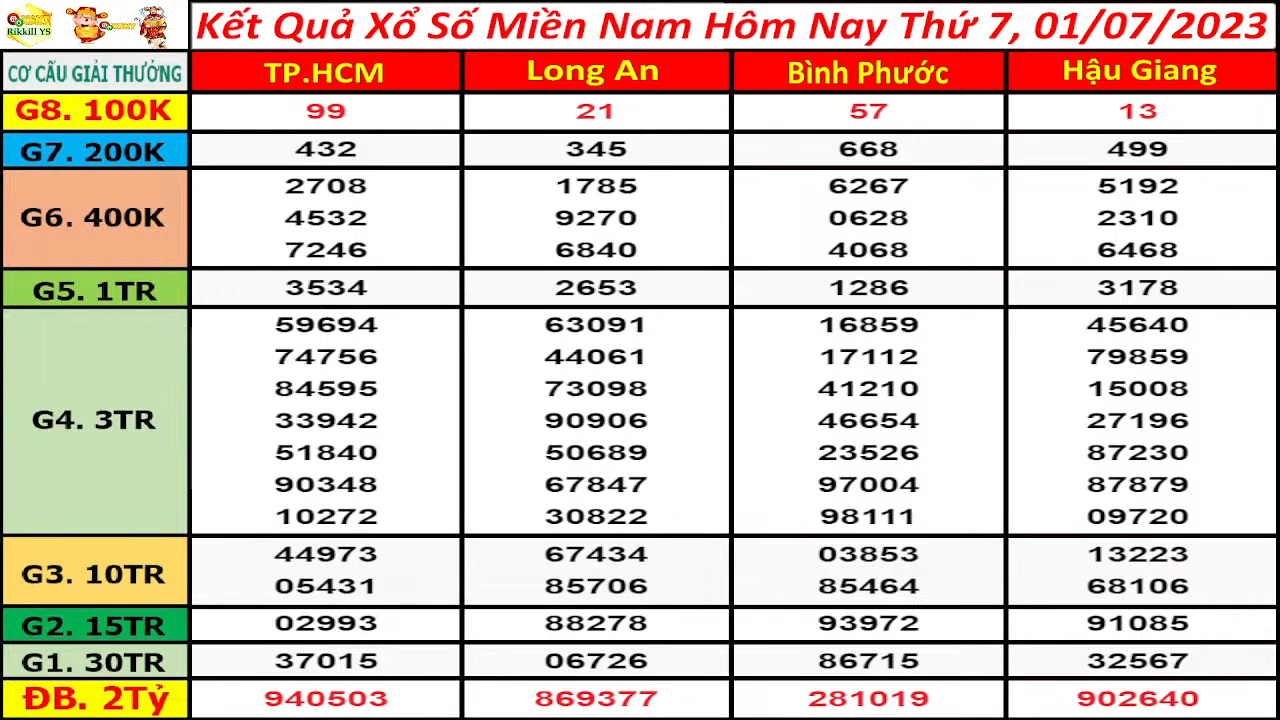 Rikkill YS
Kết Quả Xổ Số Miền Nam Hôm Nay Thứ 7, 01/07/2023
CƠ CẤU GIẢI THƯỞNG TP.HCM Long An Bình Phước Hậu Giang
G8. 100K 99 21 57 13
G7. 200K 432 345 668 499
2708 1785 6267 5192
G6. 400K 4532 9270 0628 2310
7246 6840 4068 6468
G5. 1TR 3534 2653 1286 3178
59694 63091 16859 45640
74756 44061 17112 79859
84595 73098 41210 15008
G4. 3TR 33942 90906 46654 27196
51840 50689 23526 87230
90348 67847 97004 87879
10272 30822 98111 09720
44973 67434 03853 13223
G3. 10TR 05431 85706 85464 68106
G2. 15TR 02993 88278 93972 91085
G1. 30TR 37015 06726 86715 32567
ĐB. 2Tỷ 940503 869377 281019 902640